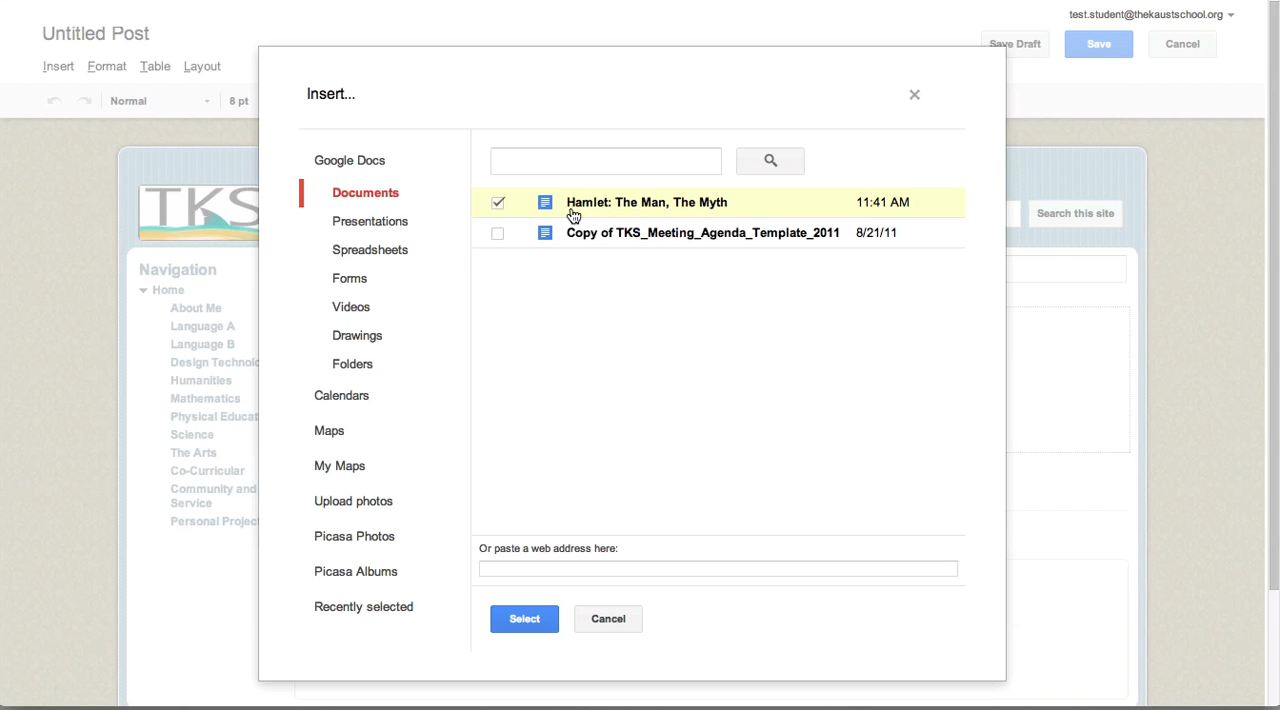 test.student@thekaustschool.org
Untitled Post
Save Draft
Save
Cancel
Insert Format Table Layout
Normal
8 pt
Insert...
Google Docs
Documents
Presentations
Spreadsheets
Forms
Videos
Drawings
Folders
Calendars
Maps
My Maps
Upload photos
Picasa Photos
Picasa Albums
Recently selected
Hamlet: The Man, The Myth 11:41 AM
Copy of TKS_Meeting_Agenda_Template_2011 8/21/11
Or paste a web address here:
Select
Cancel
TKS
Search this site
Navigation
Home
About Me
Language A
Language B
Design Technolo
Humanities
Mathematics
Physical Educat
Science
The Arts
Co-Curricular
Community and
Service
Personal Project